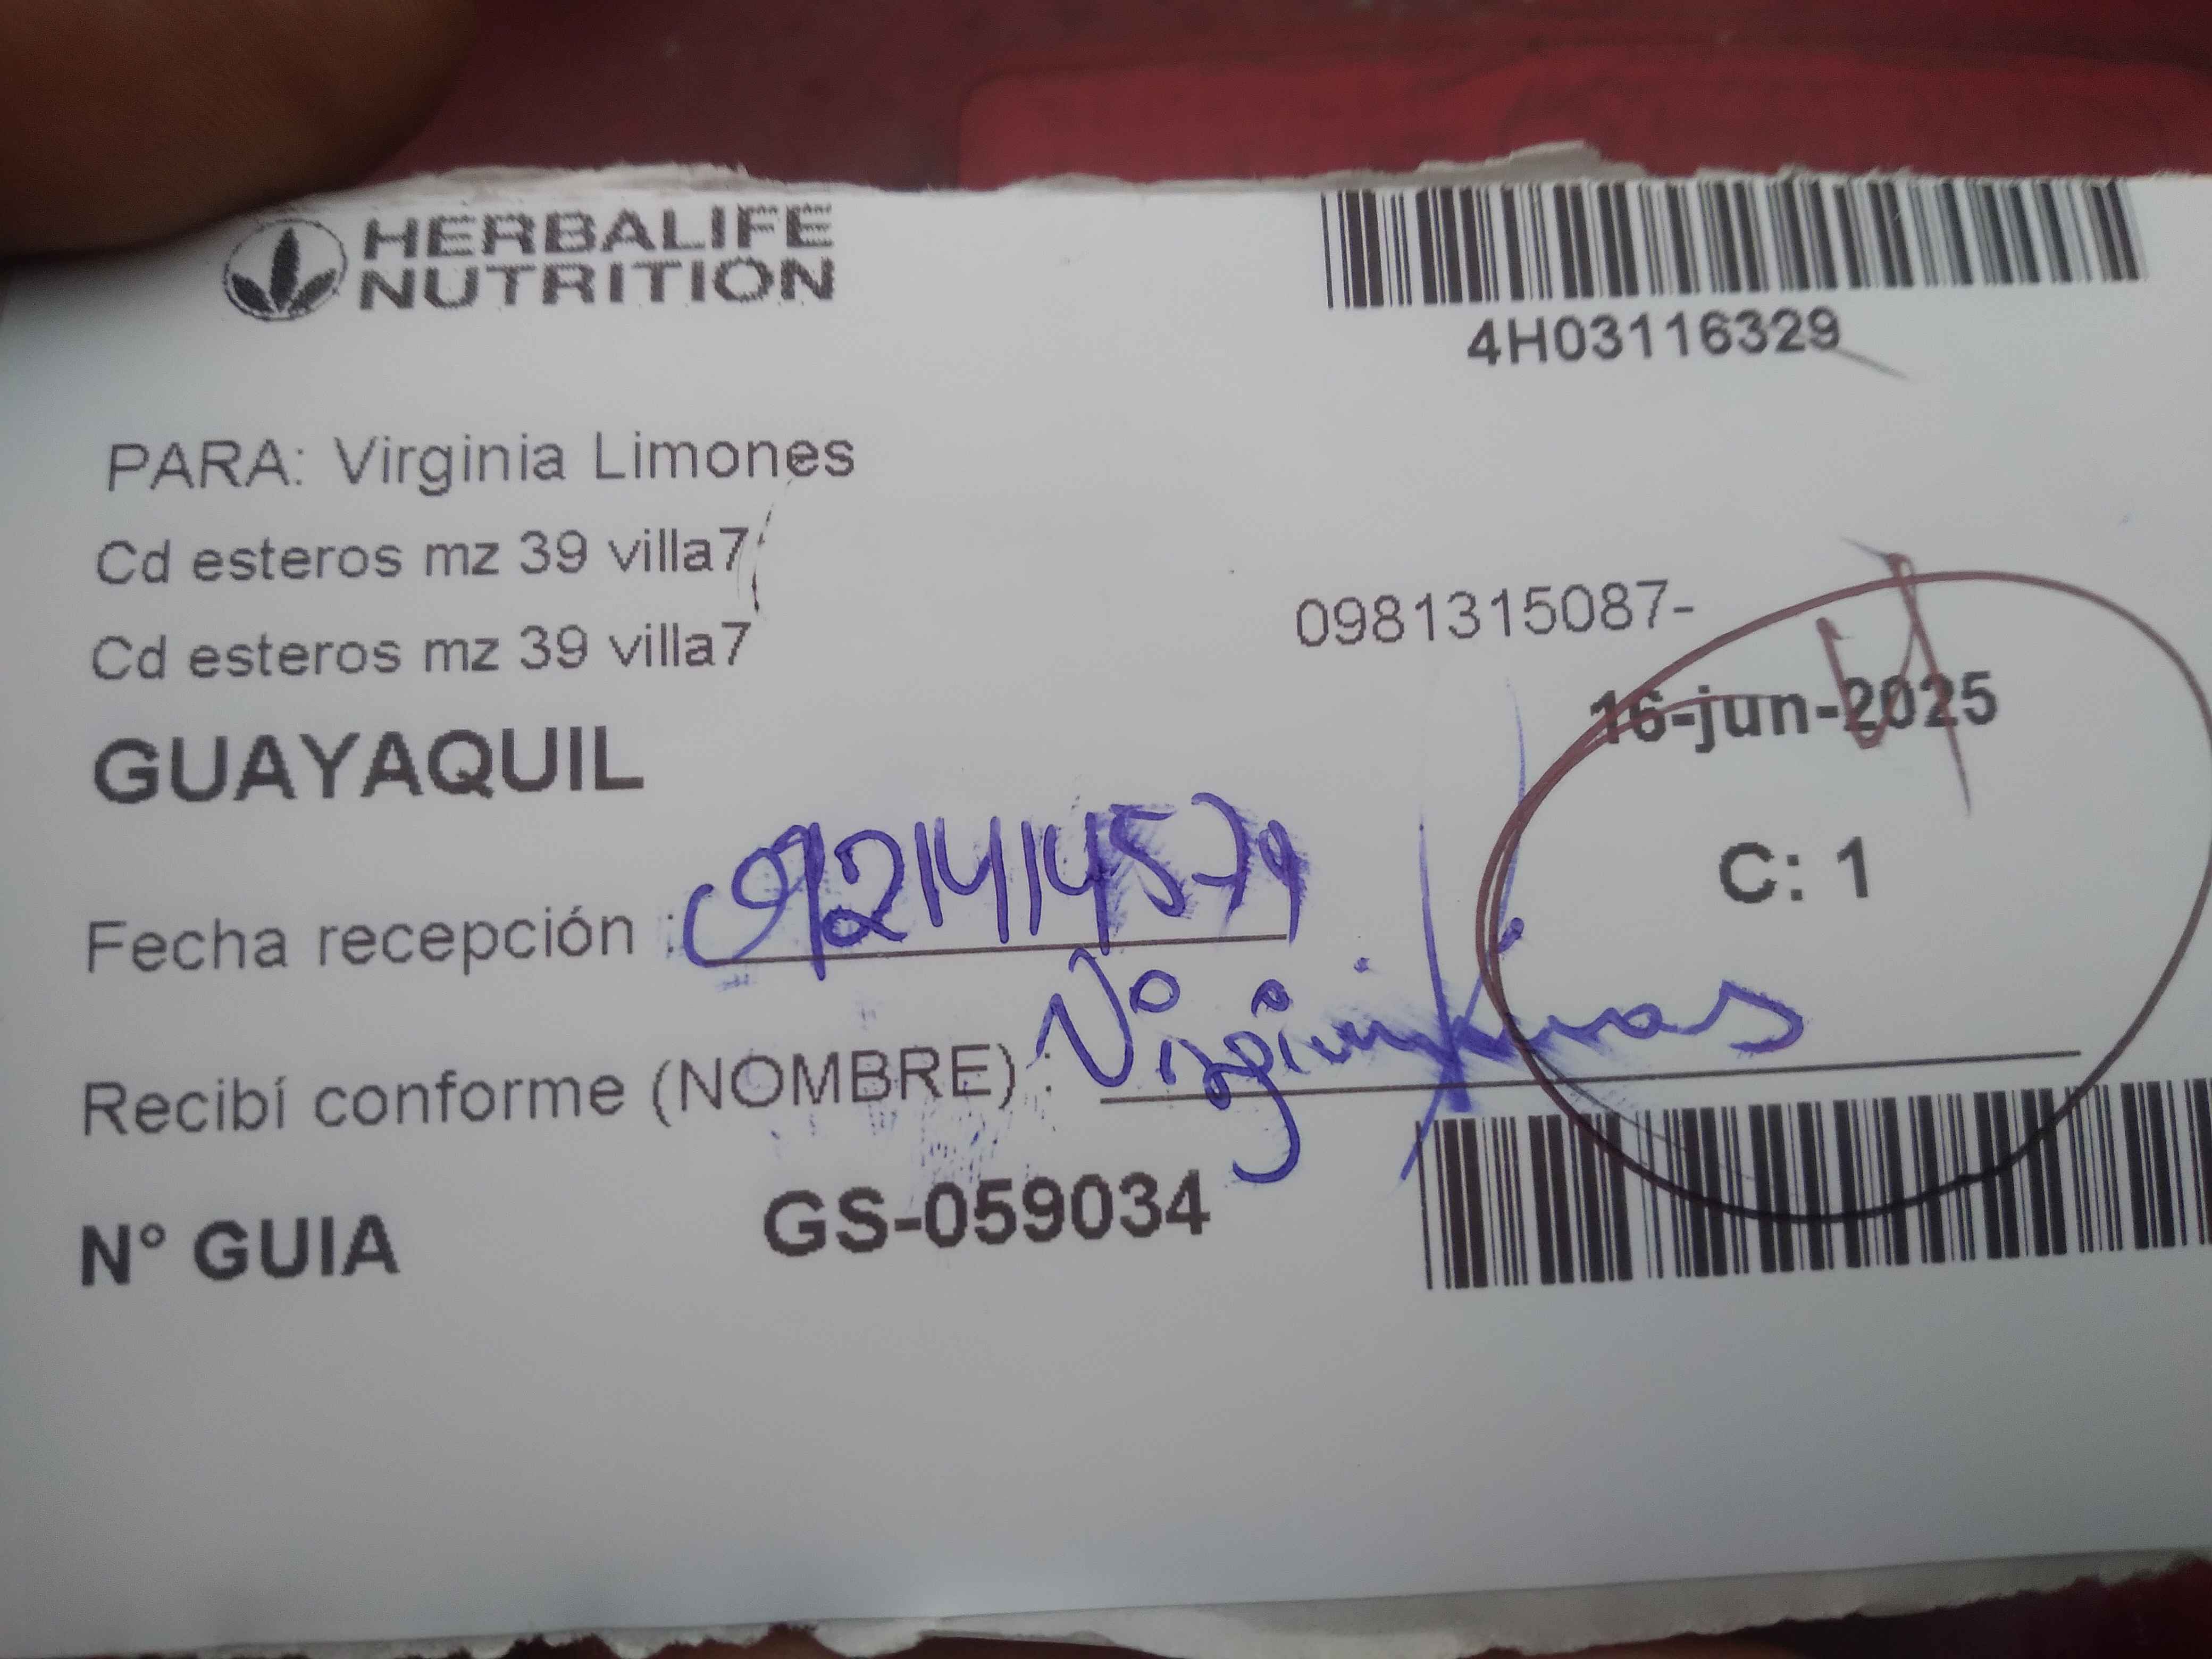 HERBALIFE
NUTRITION
4H03116329
PARA: Virginia Limones
Cd esteros mz 39 villa7
Cd esteros mz 39 villa7
0981315087-
16-jun-2025
GUAYAQUIL
C: 1
Fecha recepción :
Recibí conforme (NOMBRE) : Virginia
N° GUIA GS-059034